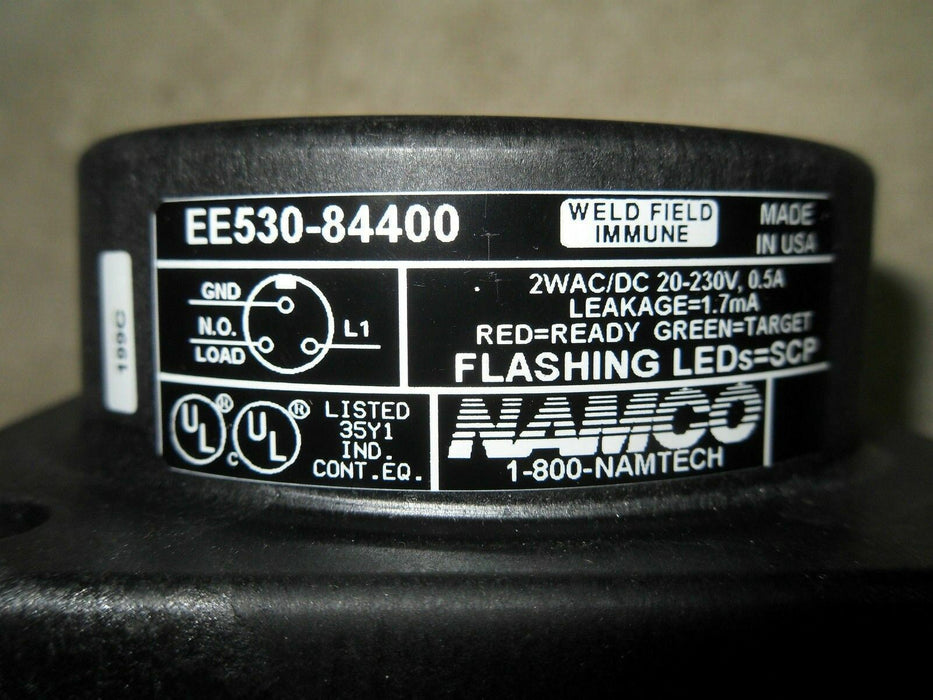 EE530-84400
WELD FIELD
IMMUNE
MADE
IN USA
GND
N.O.
LOAD
L1
2WAC/DC 20-230V, 0.5A
LEAKAGE=1.7mA
RED=READY GREEN=TARGET
FLASHING LEDs=SCP
199C
UL® C UL®
LISTED
35Y1
IND.
CONT.EQ.
NAMCO
1-800-NAMTECH